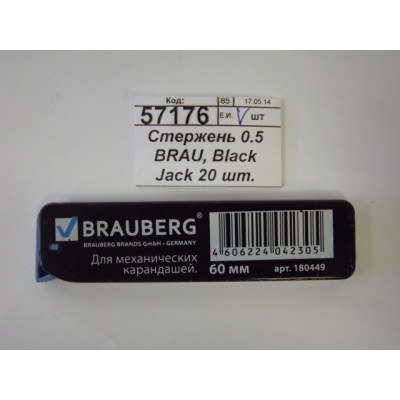 Код: B5 17.05.14
57176 Е.И. V шт
Стержень 0.5
BRAU, Black
Jack 20 шт.
BRAUBERG®
BRAUBERG BRANDS GmbH • GERMANY
Для механических
карандашей.
4 606224 042305
60 мм арт. 180449